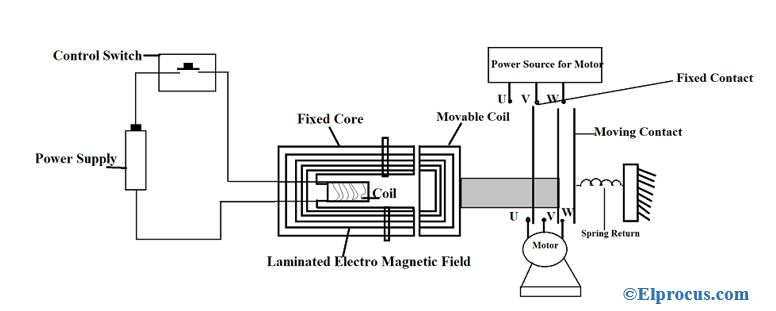 Control Switch
Power Source for Motor
Fixed Contact
U V W
Fixed Core
Movable Coil
Moving Contact
Power Supply
Coil
U V W
Spring Return
Motor
Laminated Electro Magnetic Field
©Elprocus.com